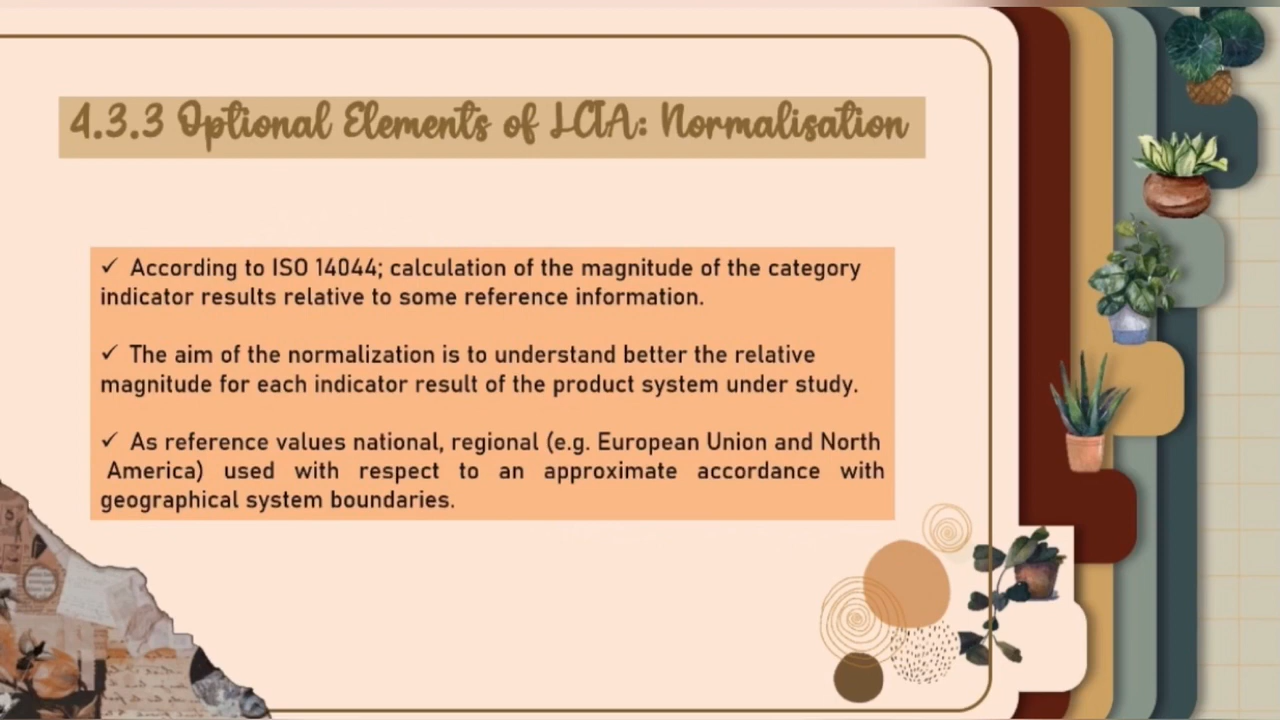 4.3.3 Optional Elements of LCIA: Normalisation
✓ According to ISO 14044; calculation of the magnitude of the category
indicator results relative to some reference information.
✓ The aim of the normalization is to understand better the relative
magnitude for each indicator result of the product system under study.
✓ As reference values national, regional (e.g. European Union and North
America) used with respect to an approximate accordance with
geographical system boundaries.